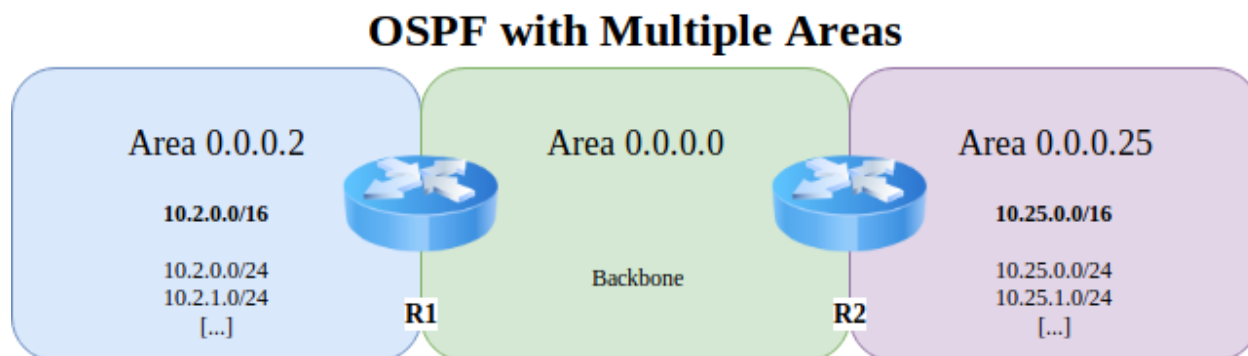 OSPF with Multiple Areas
Area 0.0.0.2
10.2.0.0/16
10.2.0.0/24
10.2.1.0/24
[...]
R1
Area 0.0.0.0
Backbone
R2
Area 0.0.0.25
10.25.0.0/16
10.25.0.0/24
10.25.1.0/24
[...]